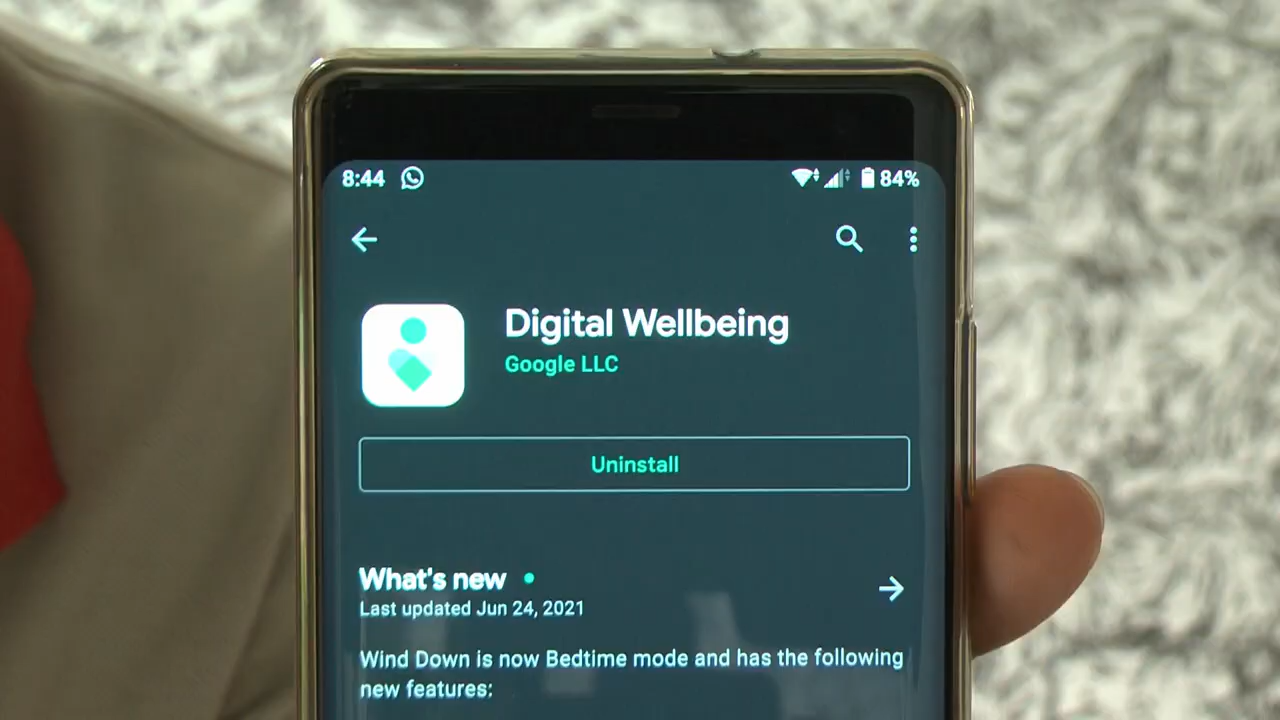 8:44 84%
Digital Wellbeing
Google LLC
Uninstall
What's new
Last updated Jun 24, 2021
Wind Down is now Bedtime mode and has the following
new features: